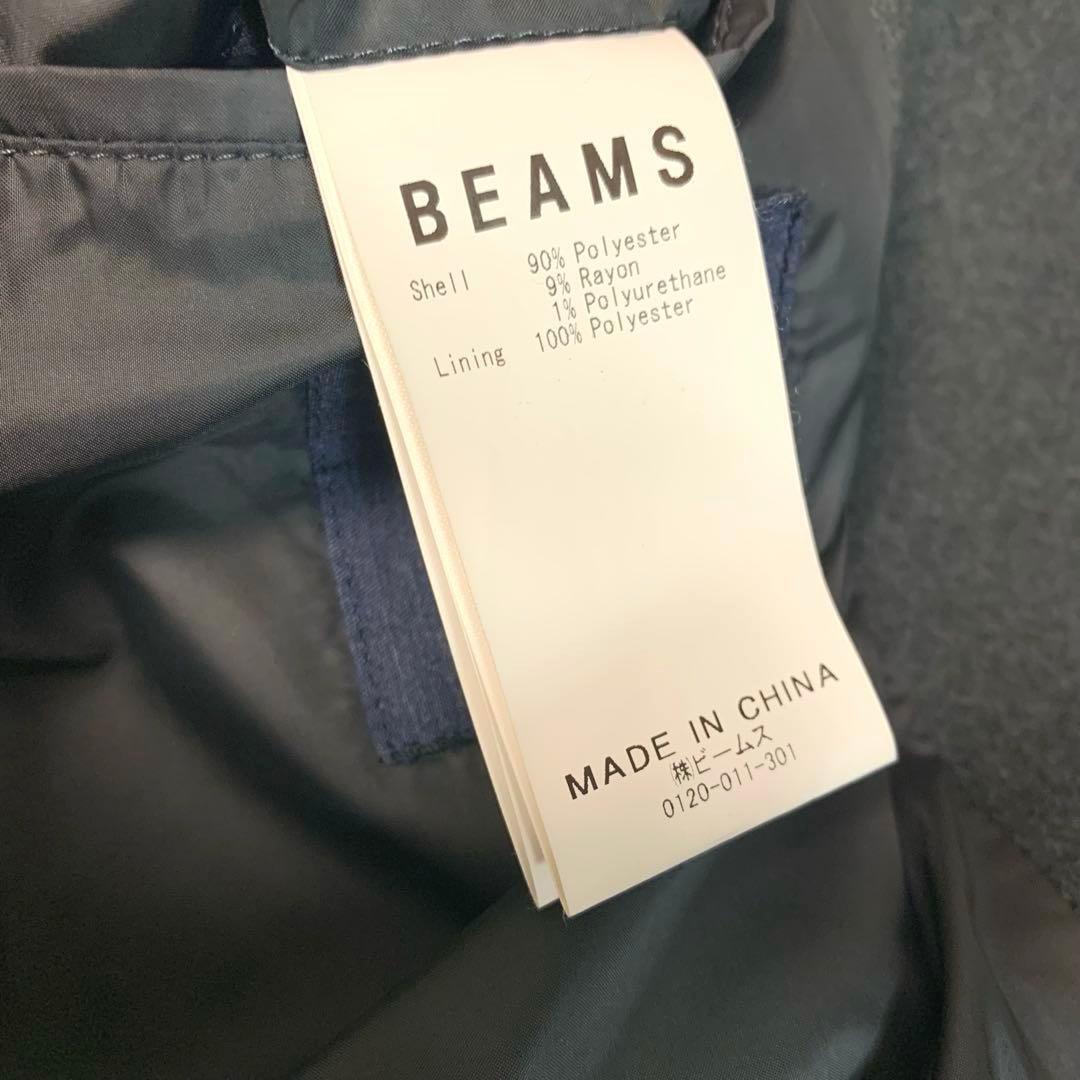 BEAMS
Shell 90% Polyester
9% Rayon
1% Polyurethane
Lining 100% Polyester
MADE IN CHINA
㈱ビームス
0120-011-301